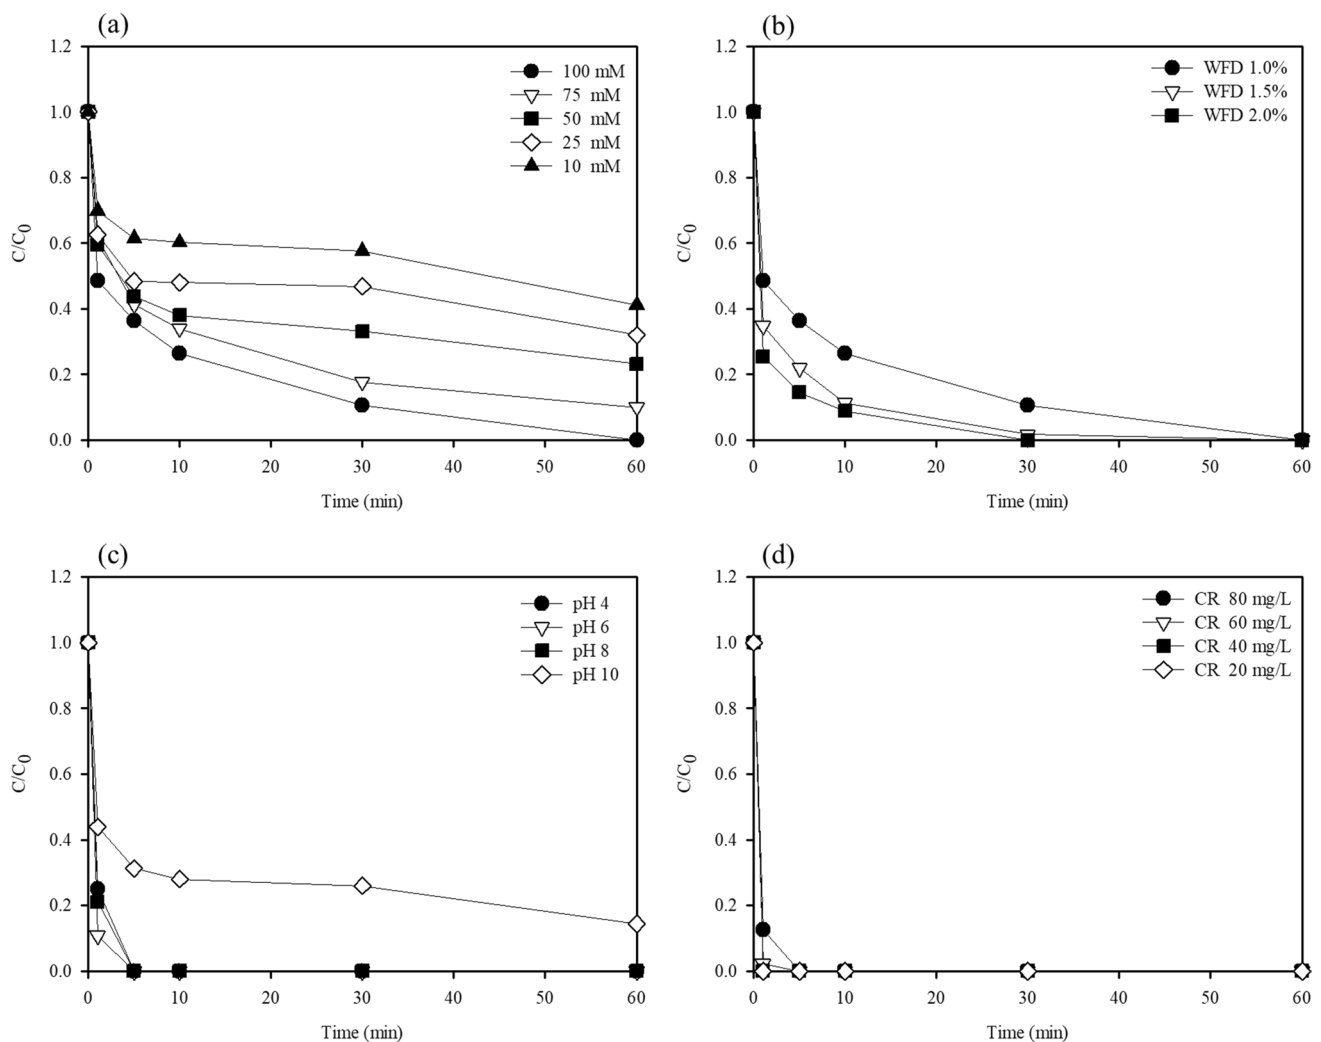 (a)
1.2
1.0
0.8
0.6
0.4
0.2
0.0
C/C0
100 mM
75 mM
50 mM
25 mM
10 mM
0 10 20 30 40 50 60
Time (min)
(b)
1.2
1.0
0.8
0.6
0.4
0.2
0.0
C/C0
WFD 1.0%
WFD 1.5%
WFD 2.0%
0 10 20 30 40 50 60
Time (min)
(c)
1.2
1.0
0.8
0.6
0.4
0.2
0.0
C/C0
pH 4
pH 6
pH 8
pH 10
0 10 20 30 40 50 60
Time (min)
(d)
1.2
1.0
0.8
0.6
0.4
0.2
0.0
C/C0
CR 80 mg/L
CR 60 mg/L
CR 40 mg/L
CR 20 mg/L
0 10 20 30 40 50 60
Time (min)